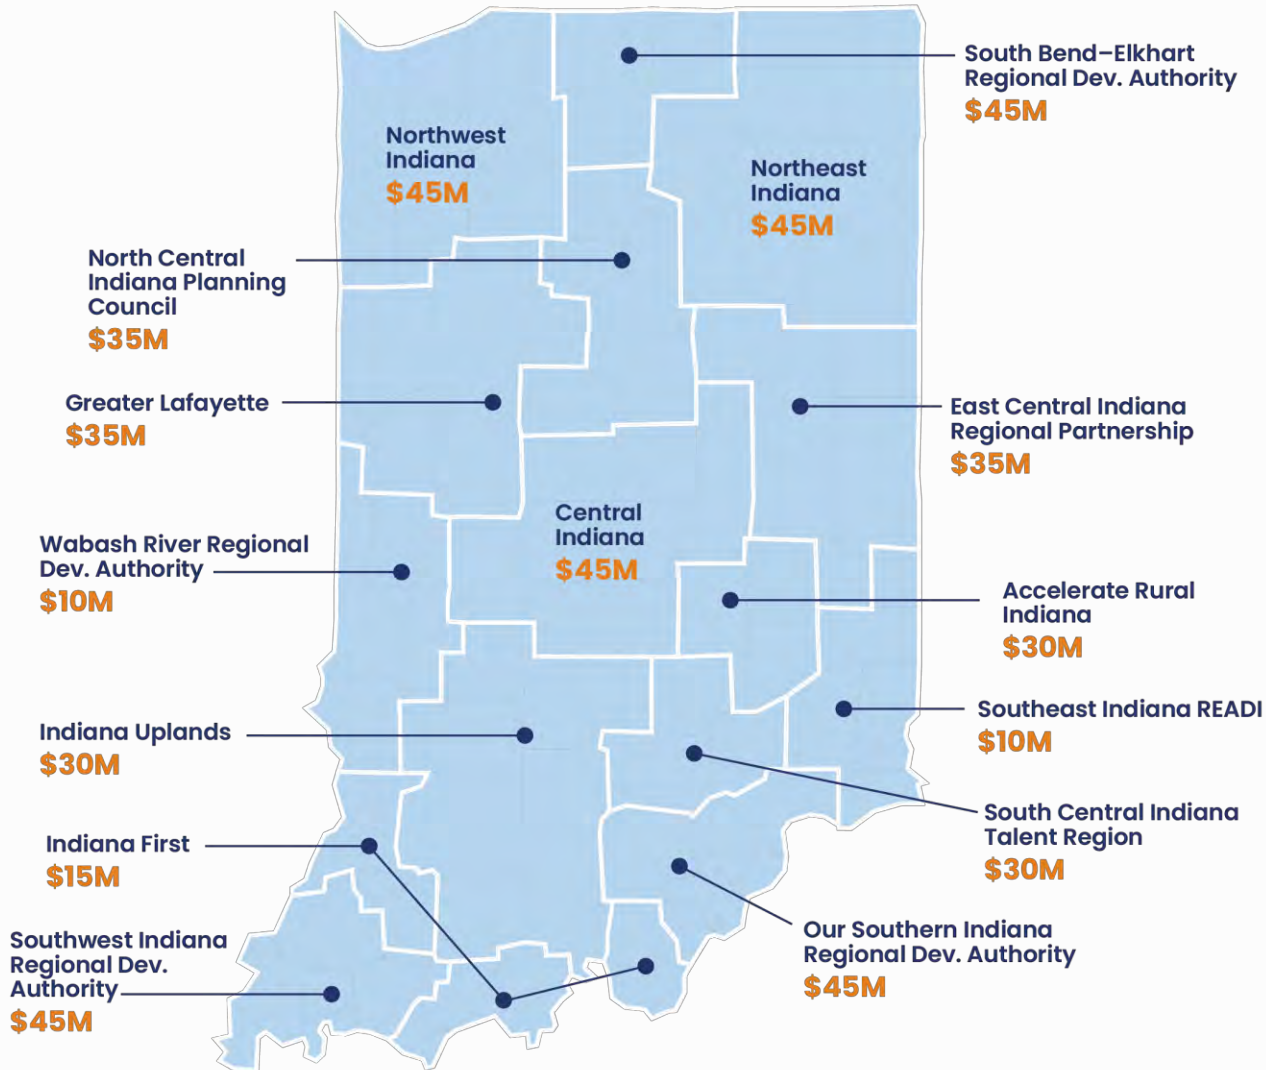 South Bend–Elkhart
Regional Dev. Authority
$45M
Northwest
Indiana
$45M
Northeast
Indiana
$45M
North Central
Indiana Planning
Council
$35M
Greater Lafayette
$35M
East Central Indiana
Regional Partnership
$35M
Central
Indiana
$45M
Wabash River Regional
Dev. Authority
$10M
Accelerate Rural
Indiana
$30M
Southeast Indiana READI
$10M
Indiana Uplands
$30M
South Central Indiana
Talent Region
$30M
Indiana First
$15M
Our Southern Indiana
Regional Dev. Authority
$45M
Southwest Indiana
Regional Dev.
Authority
$45M